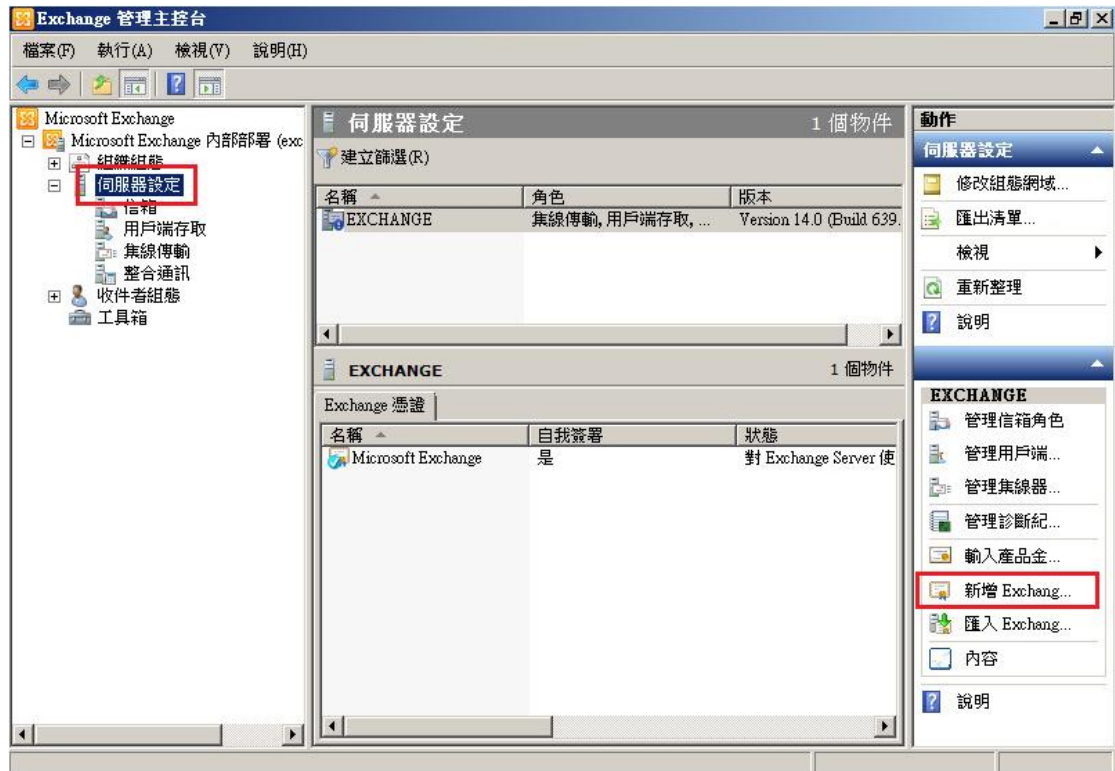 Exchange 管理主控台
檔案(F) 執行(A) 檢視(V) 說明(H)
Microsoft Exchange
Microsoft Exchange 內部部署 (exc
組織組態
伺服器設定
信箱
用戶端存取
集線傳輸
整合通訊
收件者組態
工具箱
伺服器設定 1 個物件
建立篩選(R)
名稱 角色 版本
EXCHANGE 集線傳輸, 用戶端存取, ... Version 14.0 (Build 639.
EXCHANGE 1 個物件
Exchange 憑證
名稱 自我簽署 狀態
Microsoft Exchange 是 對 Exchange Server 使
動作
伺服器設定
修改組態網域...
匯出清單...
檢視
重新整理
說明
EXCHANGE
管理信箱角色
管理用戶端...
管理集線器...
管理診斷紀...
輸入產品金...
新增 Exchang...
匯入 Exchang...
內容
說明